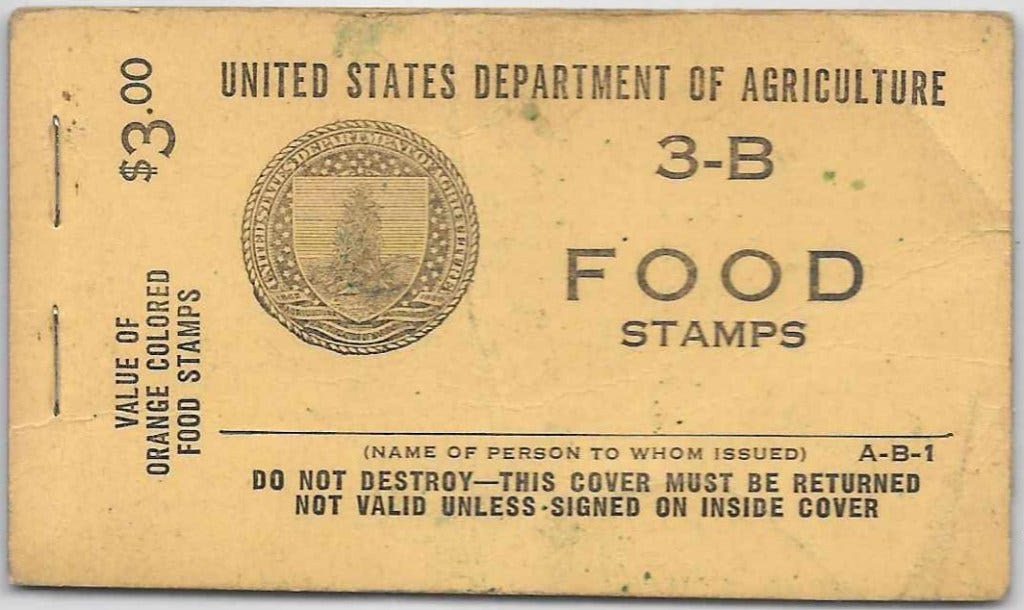 UNITED STATES DEPARTMENT OF AGRICULTURE
3-B
FOOD
STAMPS
$3.00
VALUE OF
ORANGE COLORED
FOOD STAMPS
(NAME OF PERSON TO WHOM ISSUED) A-B-1
DO NOT DESTROY—THIS COVER MUST BE RETURNED
NOT VALID UNLESS SIGNED ON INSIDE COVER